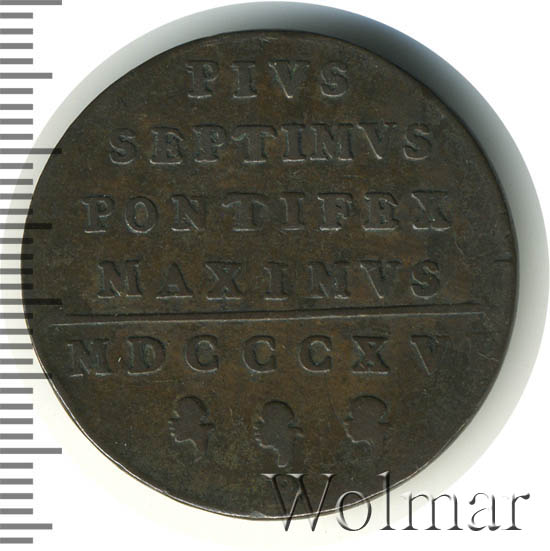 PIVS
SEPTIMVS
PONTIFEX
MAXIMVS
MDCCCXV
Wolmar